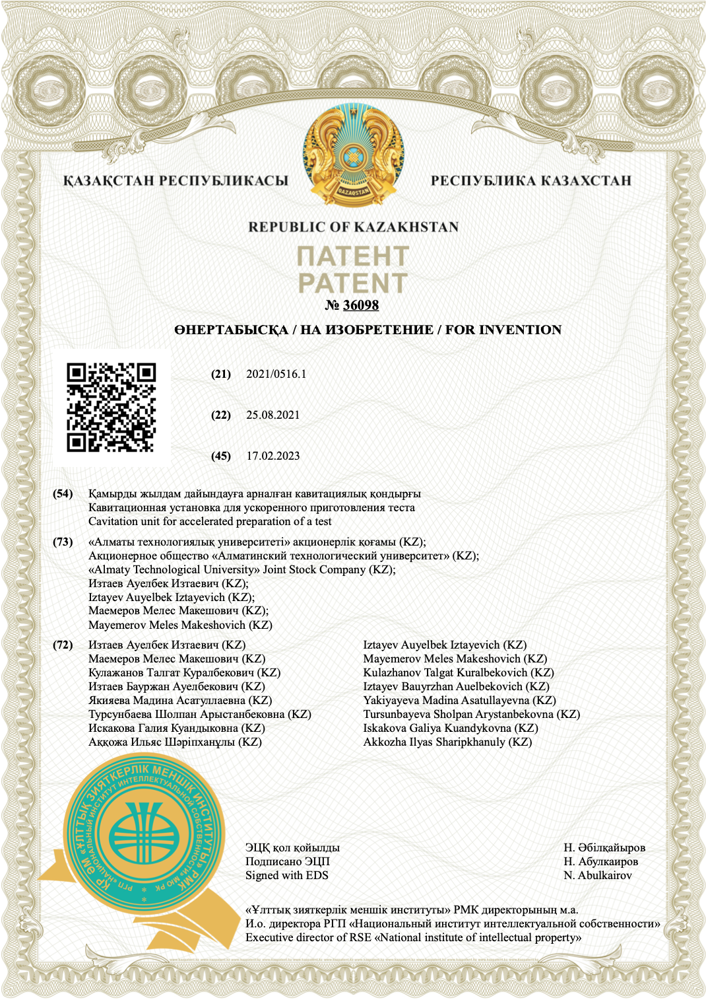 QAZAQSTAN
ҚАЗАҚСТАН РЕСПУБЛИКАСЫ
РЕСПУБЛИКА КАЗАХСТАН
REPUBLIC OF KAZAKHSTAN
ПАТЕНТ
PATENT
№ 36098
ӨНЕРТАБЫСҚА / НА ИЗОБРЕТЕНИЕ / FOR INVENTION
(21) 2021/0516.1
(22) 25.08.2021
(45) 17.02.2023
(54) Қамырды жылдам дайындауға арналған кавитациялық қондырғы
Кавитационная установка для ускоренного приготовления теста
Cavitation unit for accelerated preparation of a test
(73) «Алматы технологиялық университеті» акционерлік қоғамы (KZ);
Акционерное общество «Алматинский технологический университет» (KZ);
«Almaty Technological University» Joint Stock Company (KZ);
Изтаев Ауелбек Изтаевич (KZ);
Iztayev Auyelbek Iztayevich (KZ);
Маемеров Мелес Макешович (KZ);
Mayemerov Meles Makeshovich (KZ)
(72) Изтаев Ауелбек Изтаевич (KZ) Iztayev Auyelbek Iztayevich (KZ)
Маемеров Мелес Макешович (KZ) Mayemerov Meles Makeshovich (KZ)
Кулажанов Талгат Куралбекович (KZ) Kulazhanov Talgat Kuralbekovich (KZ)
Изтаев Бауржан Ауелбекович (KZ) Iztayev Bauyrzhan Auelbekovich (KZ)
Якияева Мадина Асатуллаевна (KZ) Yakiyayeva Madina Asatullayevna (KZ)
Турсунбаева Шолпан Арыстанбековна (KZ) Tursunbayeva Sholpan Arystanbekovna (KZ)
Искакова Галия Куандыковна (KZ) Iskakova Galiya Kuandykovna (KZ)
Аққожа Ильяс Шәріпханұлы (KZ) Akkozha Ilyas Sharipkhanuly (KZ)
ҚР ӘМ «ҰЛТТЫҚ ЗИЯТКЕРЛІК МЕНШІК ИНСТИТУТЫ» РМК
РГП «НАЦИОНАЛЬНЫЙ ИНСТИТУТ ИНТЕЛЛЕКТУАЛЬНОЙ СОБСТВЕННОСТИ» МЮ РК
ЭЦҚ қол қойылды Н. Әбілқайыров
Подписано ЭЦП Н. Абулкаиров
Signed with EDS N. Abulkairov
«Ұлттық зияткерлік меншік институты» РМК директорының м.а.
И.о. директора РГП «Национальный институт интеллектуальной собственности»
Executive director of RSE «National institute of intellectual property»